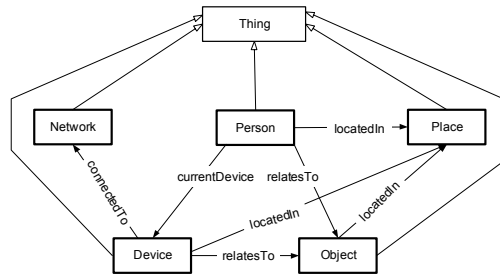 Thing
Network
Person
locatedIn
Place
connectedTo
currentDevice
relatesTo
locatedIn
locatedIn
Device
relatesTo
Object